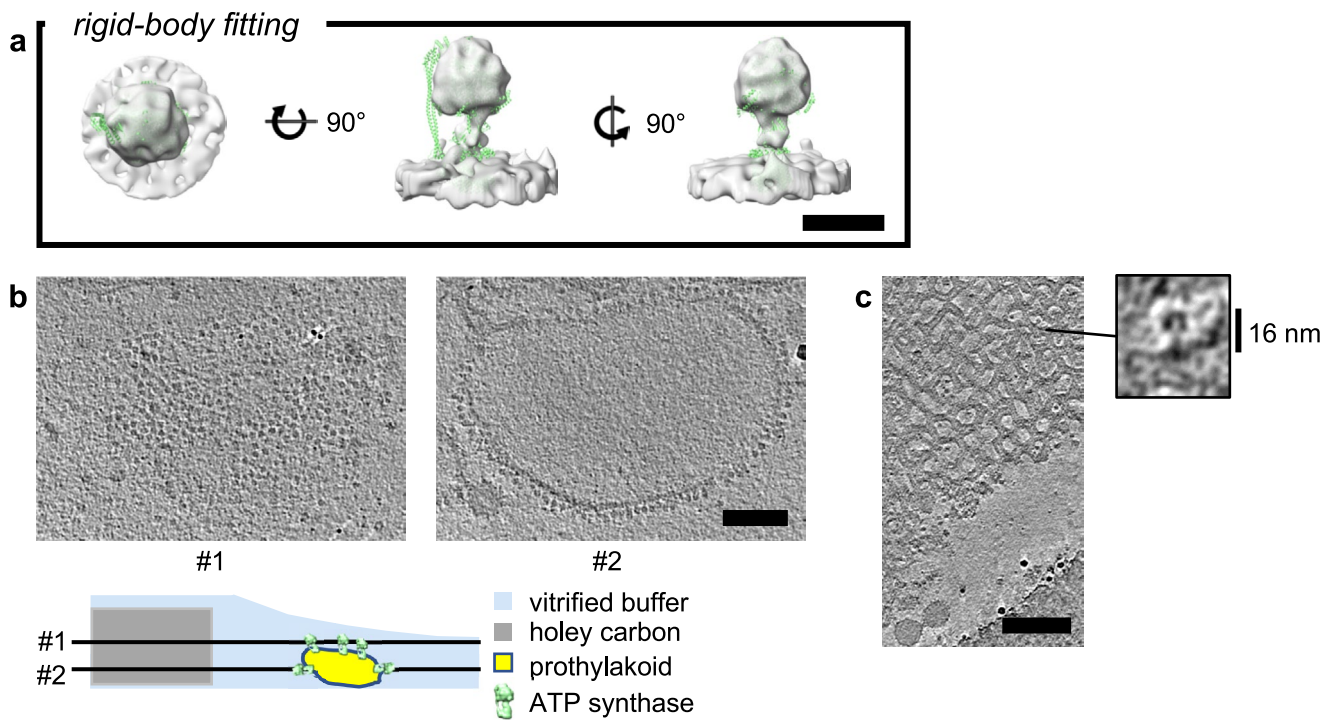 a
rigid-body fitting
90°
90°
b
c
16 nm
#1
#2
#1
#2
vitrified buffer
holey carbon
prothylakoid
ATP synthase